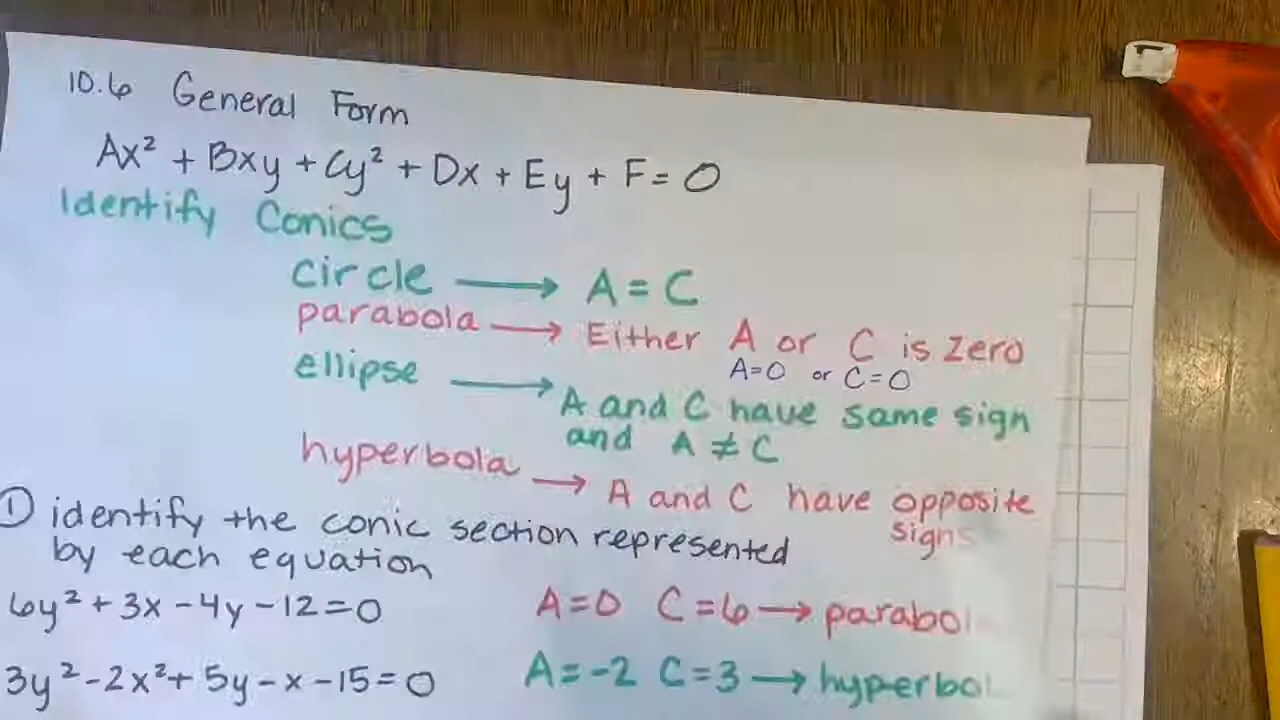 10.6 General Form
Ax² + Bxy + Cy² + Dx + Ey + F = 0
Identify Conics
circle → A = C
parabola → Either A or C is zero
A=0 or C=0
ellipse → A and C have same sign
and A ≠ C
hyperbola → A and C have opposite
signs
① identify the conic section represented
by each equation
6y² + 3x - 4y - 12 = 0 A=0 C=6 → parabol
3y² - 2x² + 5y - x - 15 = 0 A=-2 C=3 → hyperbol